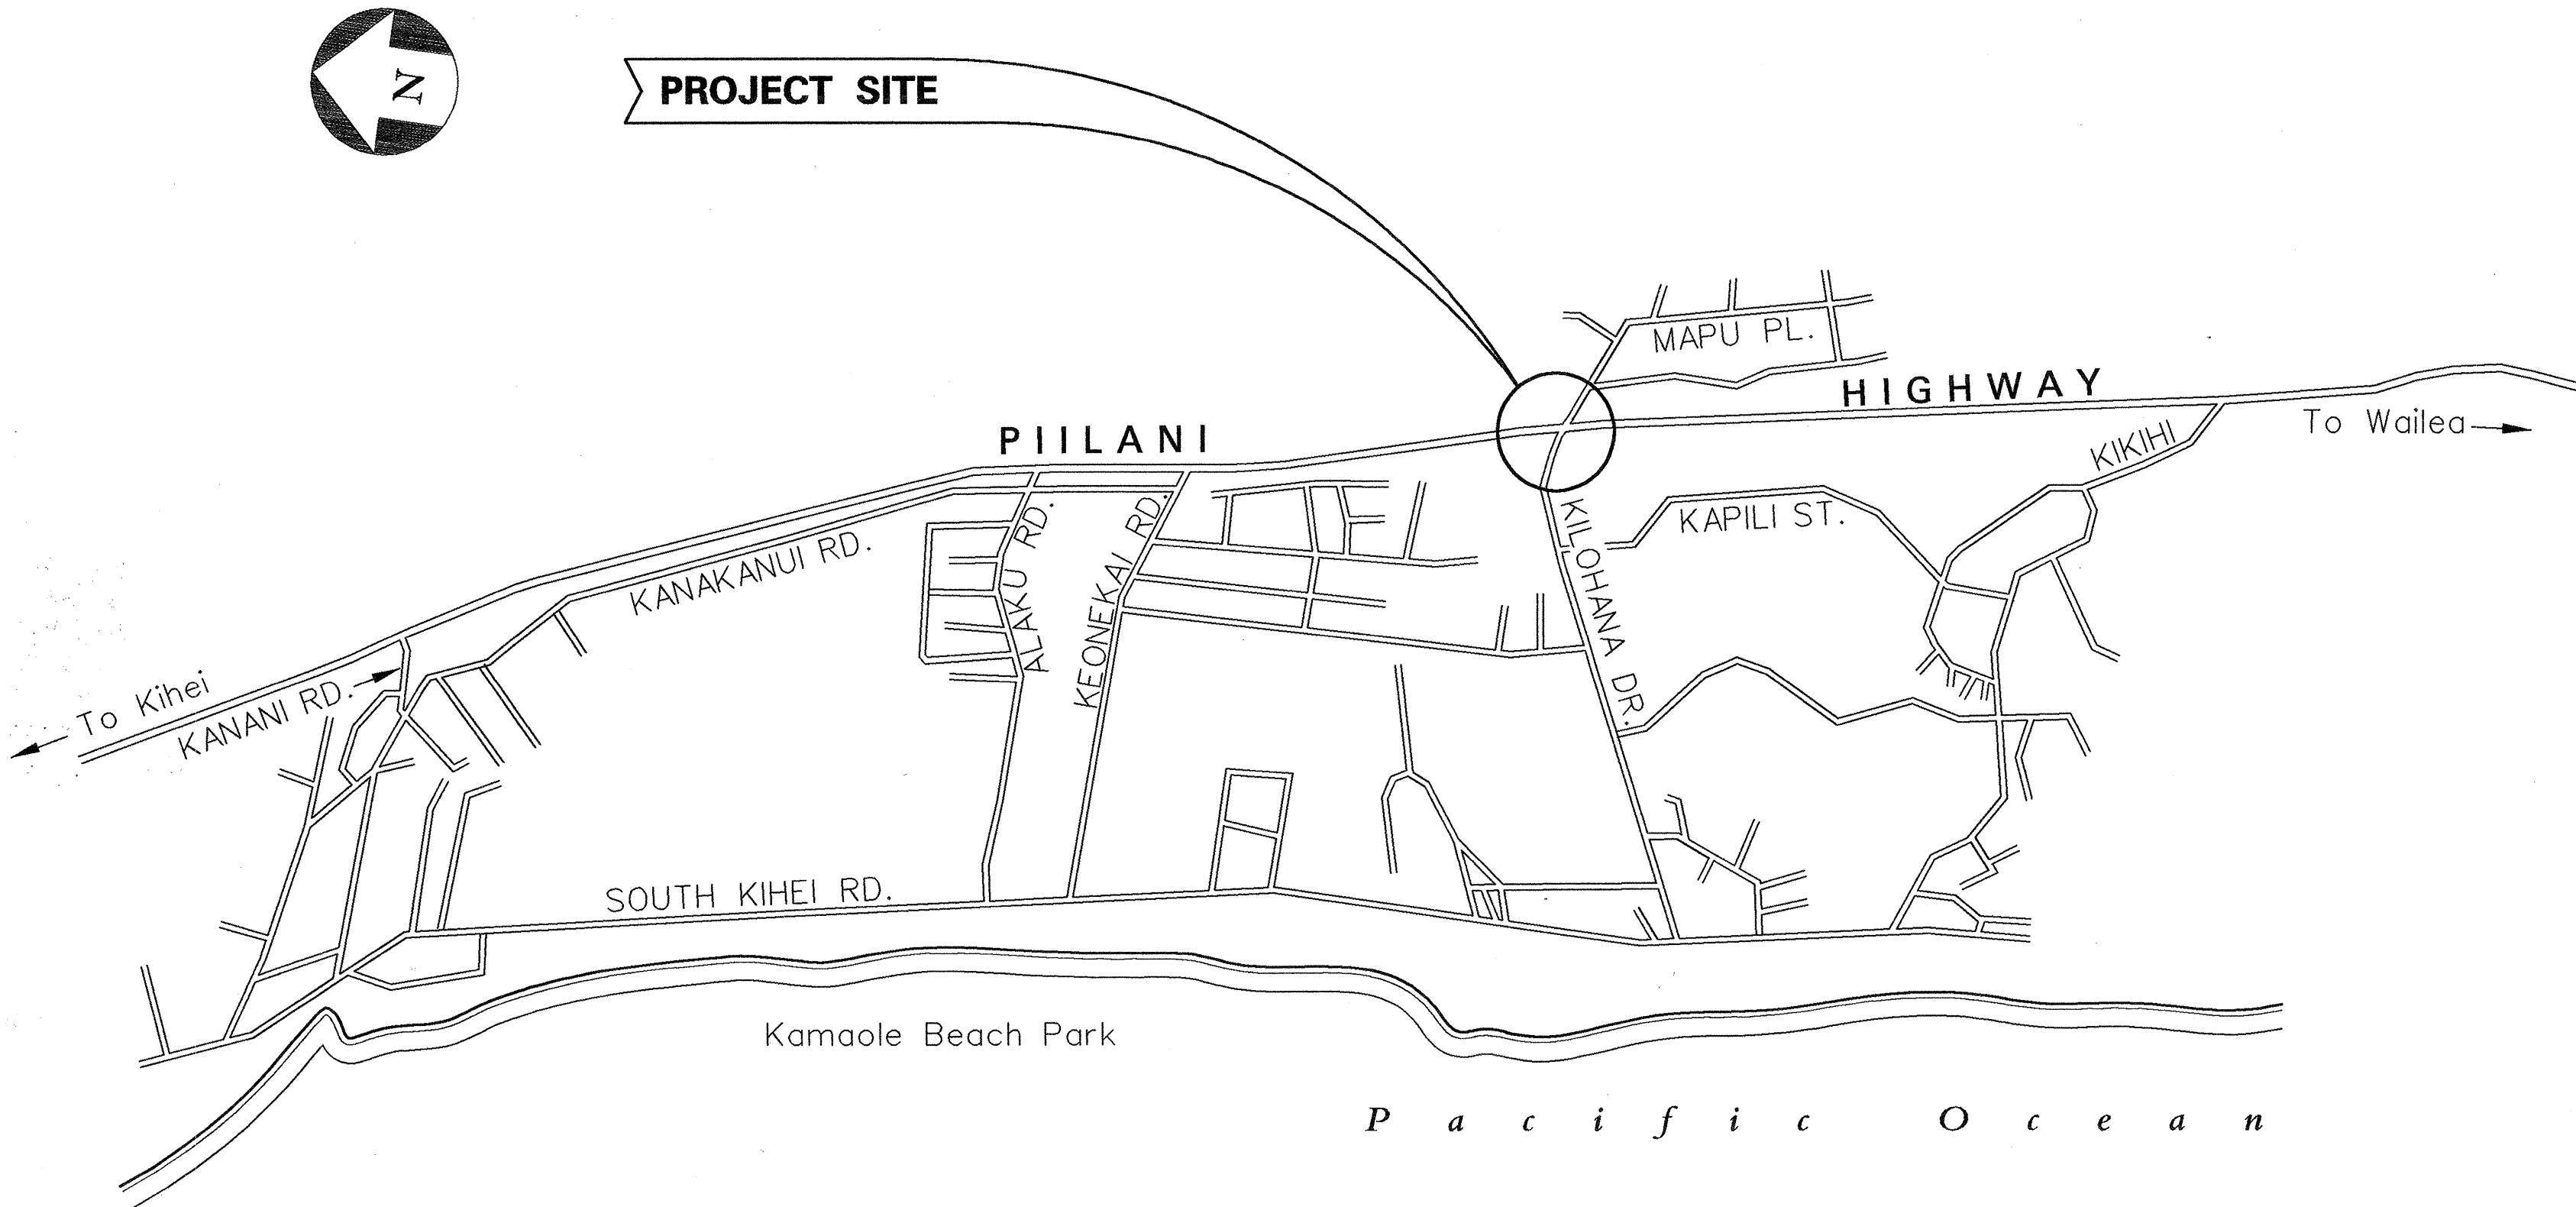 N
PROJECT SITE
MAPU PL.
PIILANI HIGHWAY
To Wailea
KIKIHI
KAPILI ST.
KILOHANA DR.
KEONEKAI RD.
ALAKU RD.
KANAKANUI RD.
To Kihei
KANANI RD.
SOUTH KIHEI RD.
Kamaole Beach Park
Pacific Ocean